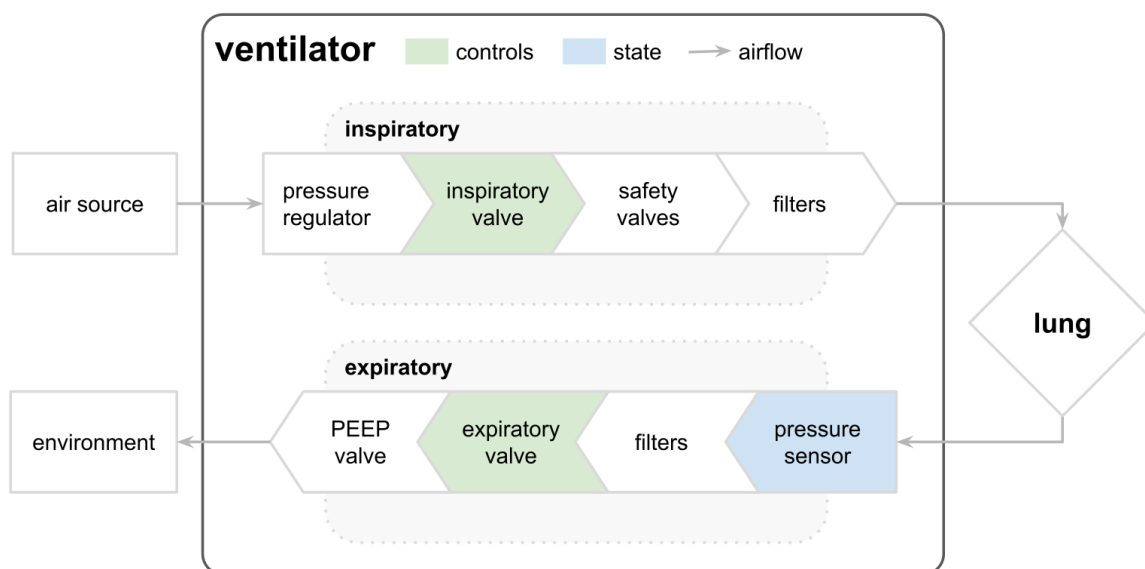 ventilator
controls
state
airflow
inspiratory
air source
pressure
regulator
inspiratory
valve
safety
valves
filters
lung
expiratory
environment
PEEP
valve
expiratory
valve
filters
pressure
sensor